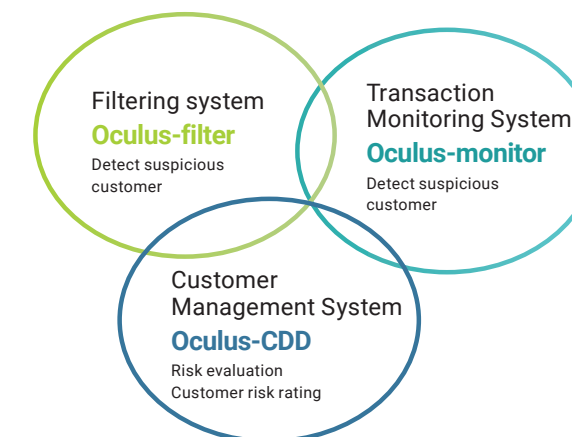 Filtering system
Oculus-filter
Detect suspicious
customer
Transaction
Monitoring System
Oculus-monitor
Detect suspicious
customer
Customer
Management System
Oculus-CDD
Risk evaluation
Customer risk rating